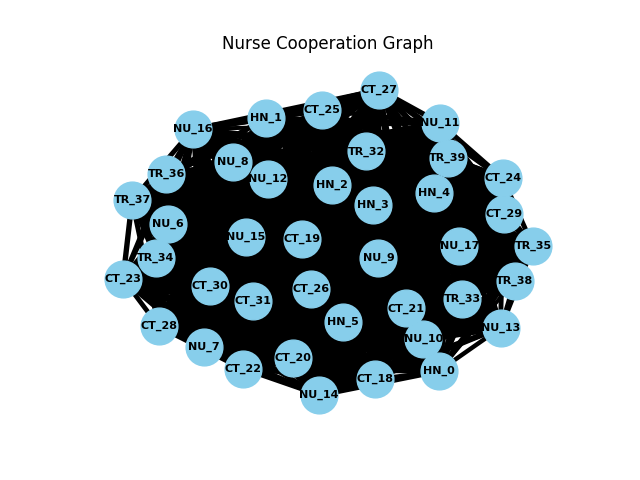 Nurse Cooperation Graph
CT_27
CT_25
HN_1
NU_11
NU_16
TR_32
TR_39
NU_8
TR_36
NU_12
CT_24
HN_2
HN_4
TR_37
HN_3
CT_29
NU_6
NU_15
CT_19
NU_17
TR_35
TR_34
NU_9
CT_23
TR_38
CT_30
CT_26
CT_31
TR_33
CT_21
HN_5
CT_28
NU_13
NU_10
NU_7
CT_20
CT_22
HN_0
CT_18
NU_14